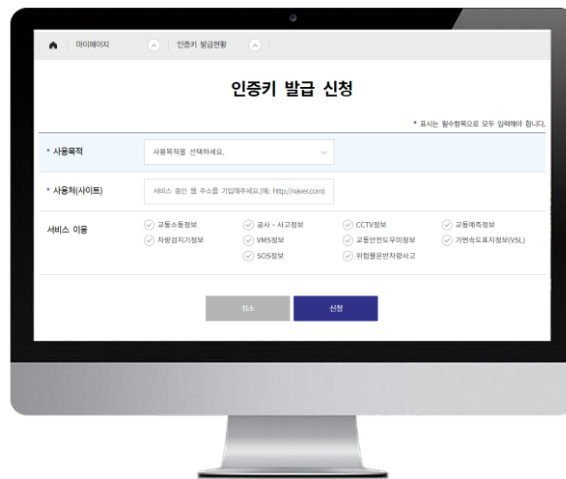 마이페이지 인증키 발급현황
인증키 발급 신청
* 표시는 필수항목으로 모두 입력해야 합니다.
* 사용목적 사용목적을 선택하세요.
* 사용처(사이트) 서비스 중인 웹 주소를 기입해주세요.(예: http://naver.com)
서비스 이용 교통소통정보 공사・사고정보 CCTV정보 교통예측정보
차량검지기정보 VMS정보 교통안전도우미정보 가변속도표지정보(VSL)
SOS정보 위험물운반차량사고
취소 신청